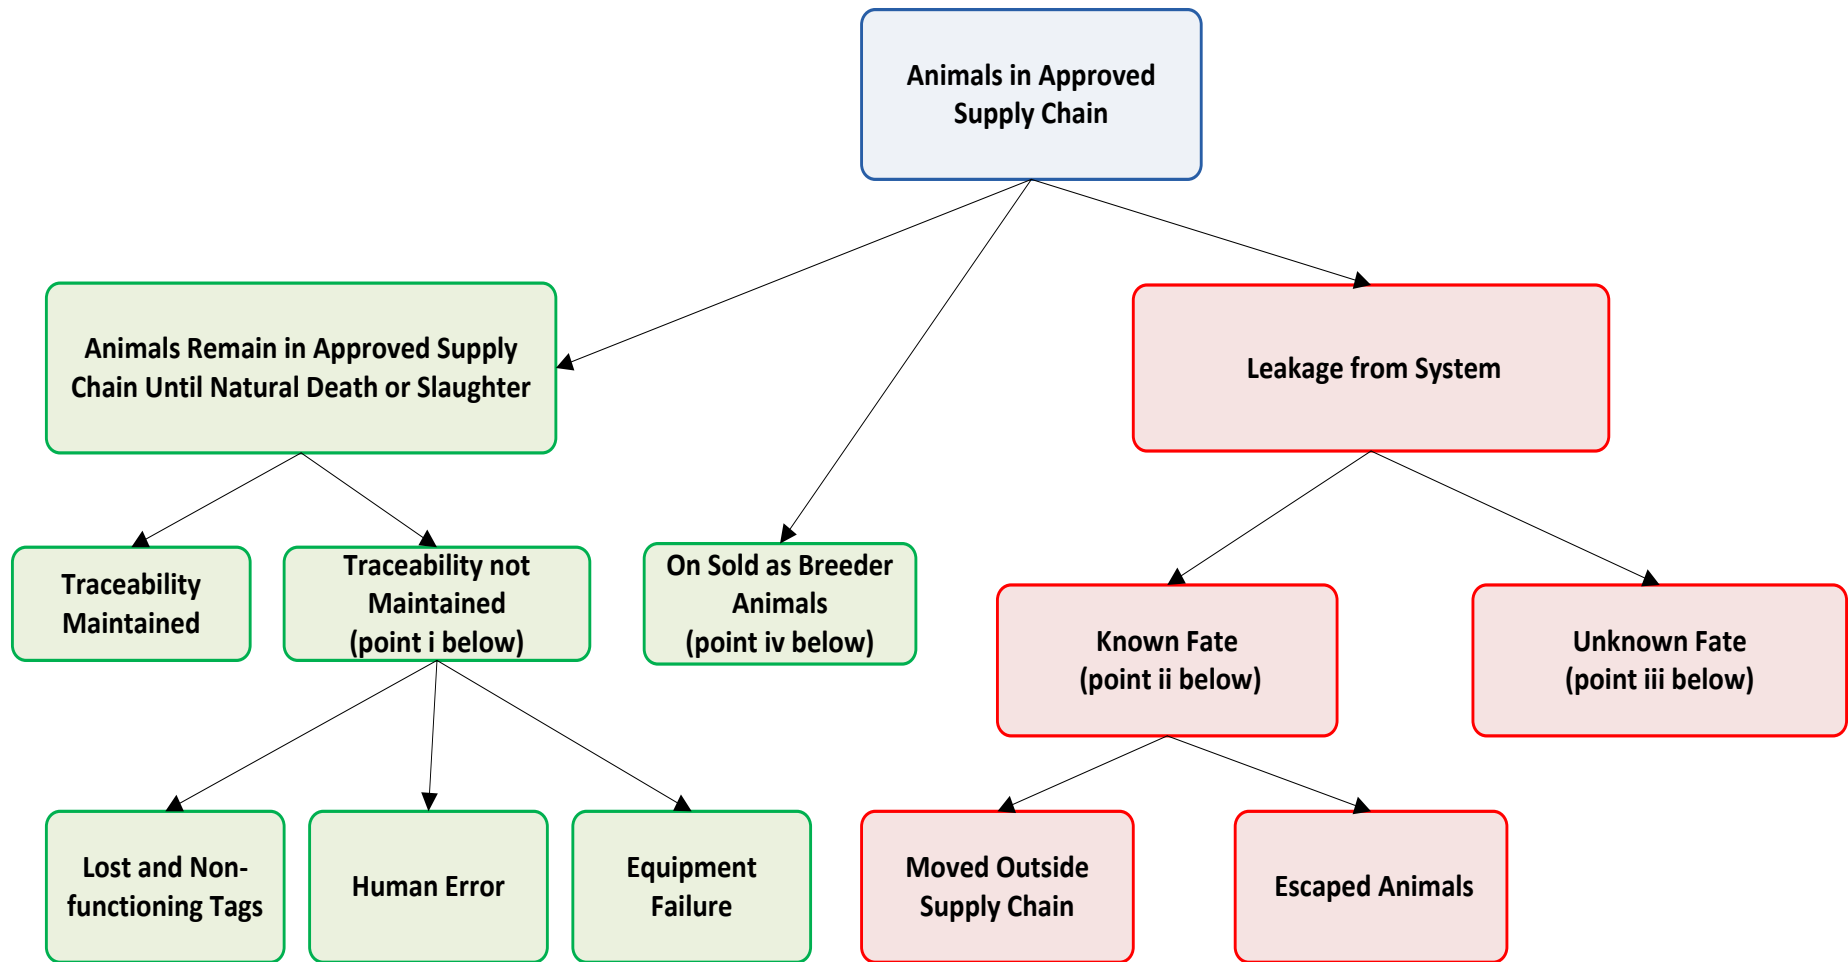 Animals in Approved
Supply Chain
Animals Remain in Approved Supply
Chain Until Natural Death or Slaughter
Leakage from System
Traceability
Maintained
Traceability not
Maintained
(point i below)
On Sold as Breeder
Animals
(point iv below)
Known Fate
(point ii below)
Unknown Fate
(point iii below)
Lost and Non-
functioning Tags
Human Error
Equipment
Failure
Moved Outside
Supply Chain
Escaped Animals